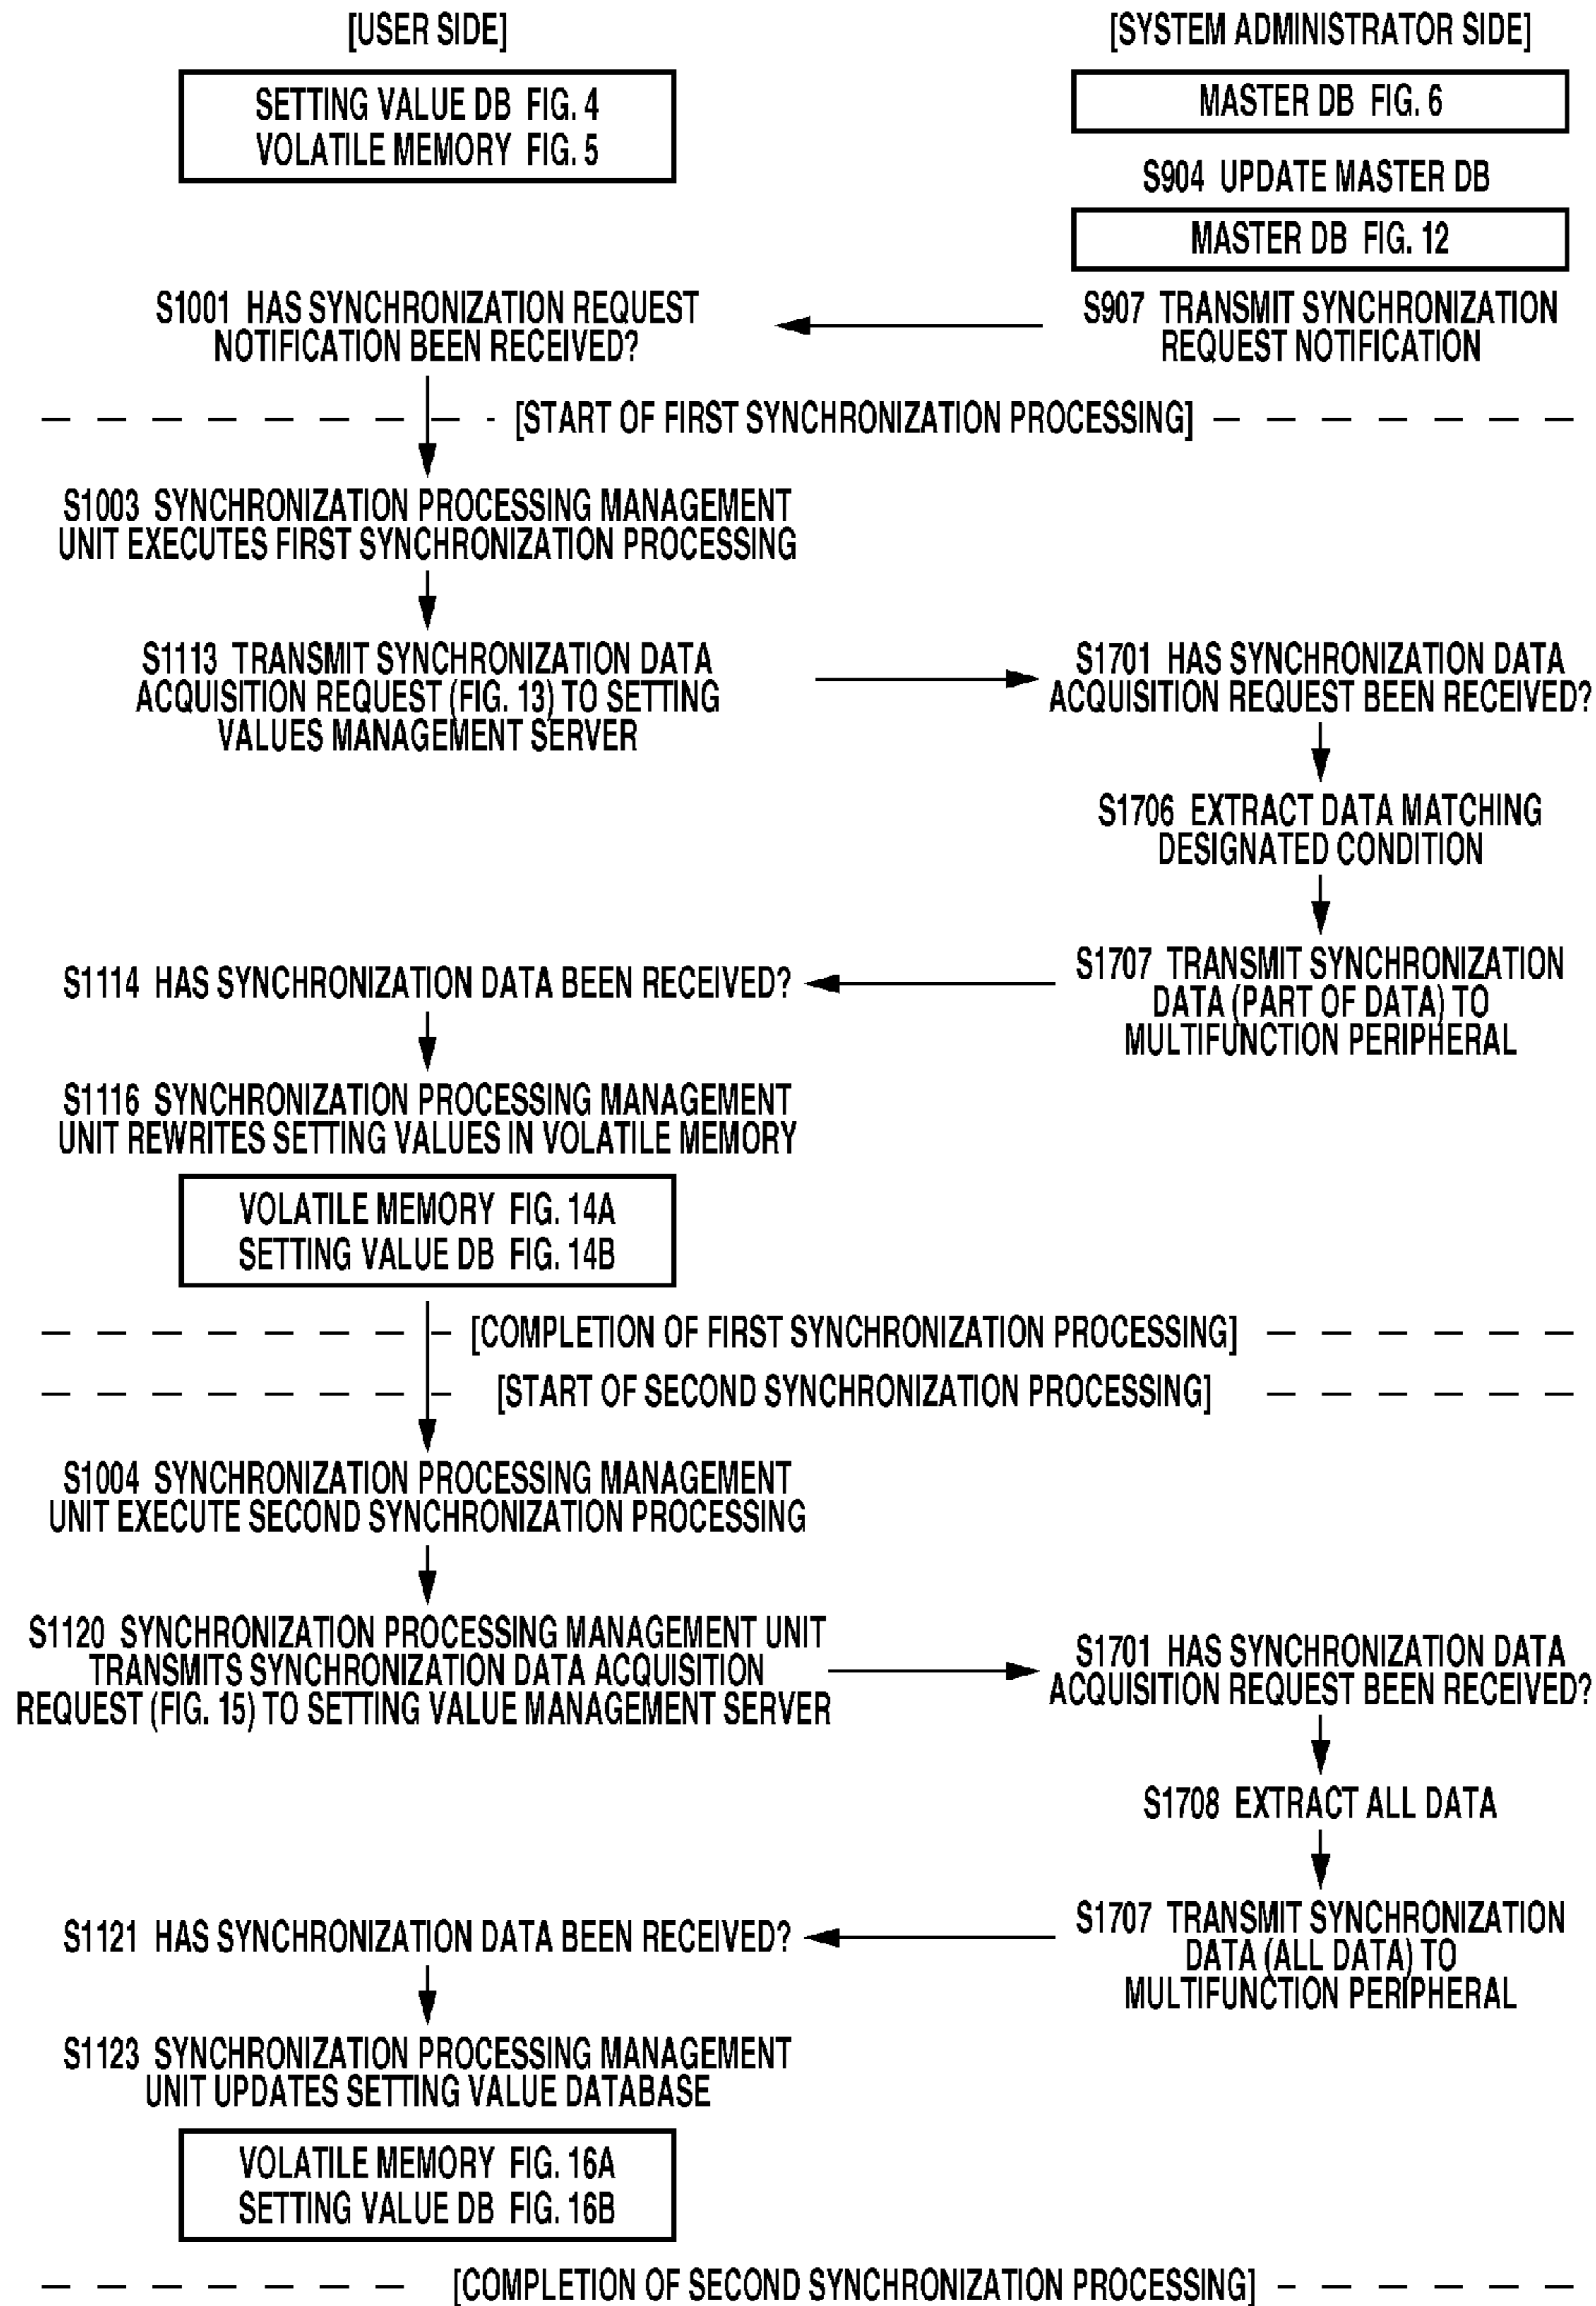 [USER SIDE]
[SYSTEM ADMINISTRATOR SIDE]
SETTING VALUE DB FIG. 4
VOLATILE MEMORY FIG. 5
MASTER DB FIG. 6
S904 UPDATE MASTER DB
MASTER DB FIG. 12
S907 TRANSMIT SYNCHRONIZATION
REQUEST NOTIFICATION
S1001 HAS SYNCHRONIZATION REQUEST
NOTIFICATION BEEN RECEIVED?
[START OF FIRST SYNCHRONIZATION PROCESSING]
S1003 SYNCHRONIZATION PROCESSING MANAGEMENT
UNIT EXECUTES FIRST SYNCHRONIZATION PROCESSING
S1113 TRANSMIT SYNCHRONIZATION DATA
ACQUISITION REQUEST (FIG. 13) TO SETTING
VALUES MANAGEMENT SERVER
S1701 HAS SYNCHRONIZATION DATA
ACQUISITION REQUEST BEEN RECEIVED?
S1706 EXTRACT DATA MATCHING
DESIGNATED CONDITION
S1707 TRANSMIT SYNCHRONIZATION
DATA (PART OF DATA) TO
MULTIFUNCTION PERIPHERAL
S1114 HAS SYNCHRONIZATION DATA BEEN RECEIVED?
S1116 SYNCHRONIZATION PROCESSING MANAGEMENT
UNIT REWRITES SETTING VALUES IN VOLATILE MEMORY
VOLATILE MEMORY FIG. 14A
SETTING VALUE DB FIG. 14B
[COMPLETION OF FIRST SYNCHRONIZATION PROCESSING]
[START OF SECOND SYNCHRONIZATION PROCESSING]
S1004 SYNCHRONIZATION PROCESSING MANAGEMENT
UNIT EXECUTE SECOND SYNCHRONIZATION PROCESSING
S1120 SYNCHRONIZATION PROCESSING MANAGEMENT UNIT
TRANSMITS SYNCHRONIZATION DATA ACQUISITION
REQUEST (FIG. 15) TO SETTING VALUE MANAGEMENT SERVER
S1701 HAS SYNCHRONIZATION DATA
ACQUISITION REQUEST BEEN RECEIVED?
S1708 EXTRACT ALL DATA
S1707 TRANSMIT SYNCHRONIZATION
DATA (ALL DATA) TO
MULTIFUNCTION PERIPHERAL
S1121 HAS SYNCHRONIZATION DATA BEEN RECEIVED?
S1123 SYNCHRONIZATION PROCESSING MANAGEMENT
UNIT UPDATES SETTING VALUE DATABASE
VOLATILE MEMORY FIG. 16A
SETTING VALUE DB FIG. 16B
[COMPLETION OF SECOND SYNCHRONIZATION PROCESSING]